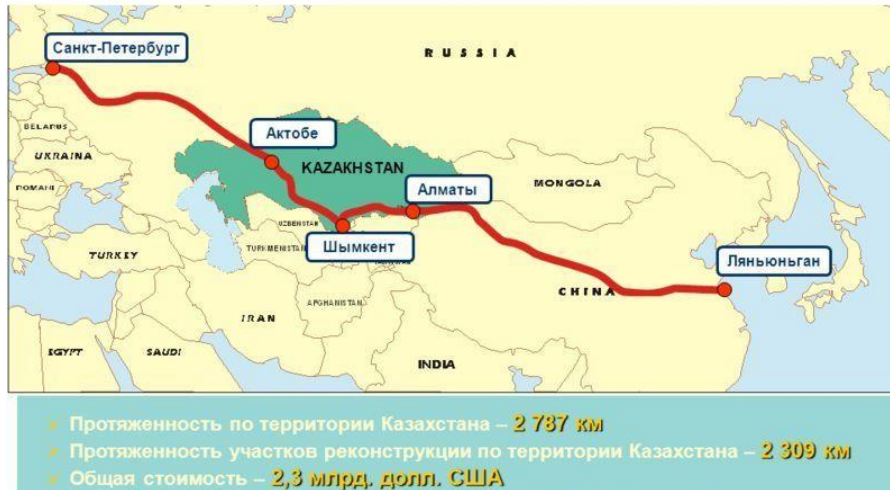 Санкт-Петербург
RUSSIA
BELARUS
Актобе
UKRAINA
KAZAKHSTAN
ROMANI
Алматы
MONGOLA
UZBEKISTAN
Шымкент
TURKMENISTAN
TURKEY
Ляньюньган
CHINA
AFGHANISTAN
IRAN
EGYPT
SAUDI
INDIA
Протяженность по территории Казахстана – 2 787 км
Протяженность участков реконструкции по территории Казахстана – 2 309 км
Общая стоимость – 2,3 млрд. долл. США